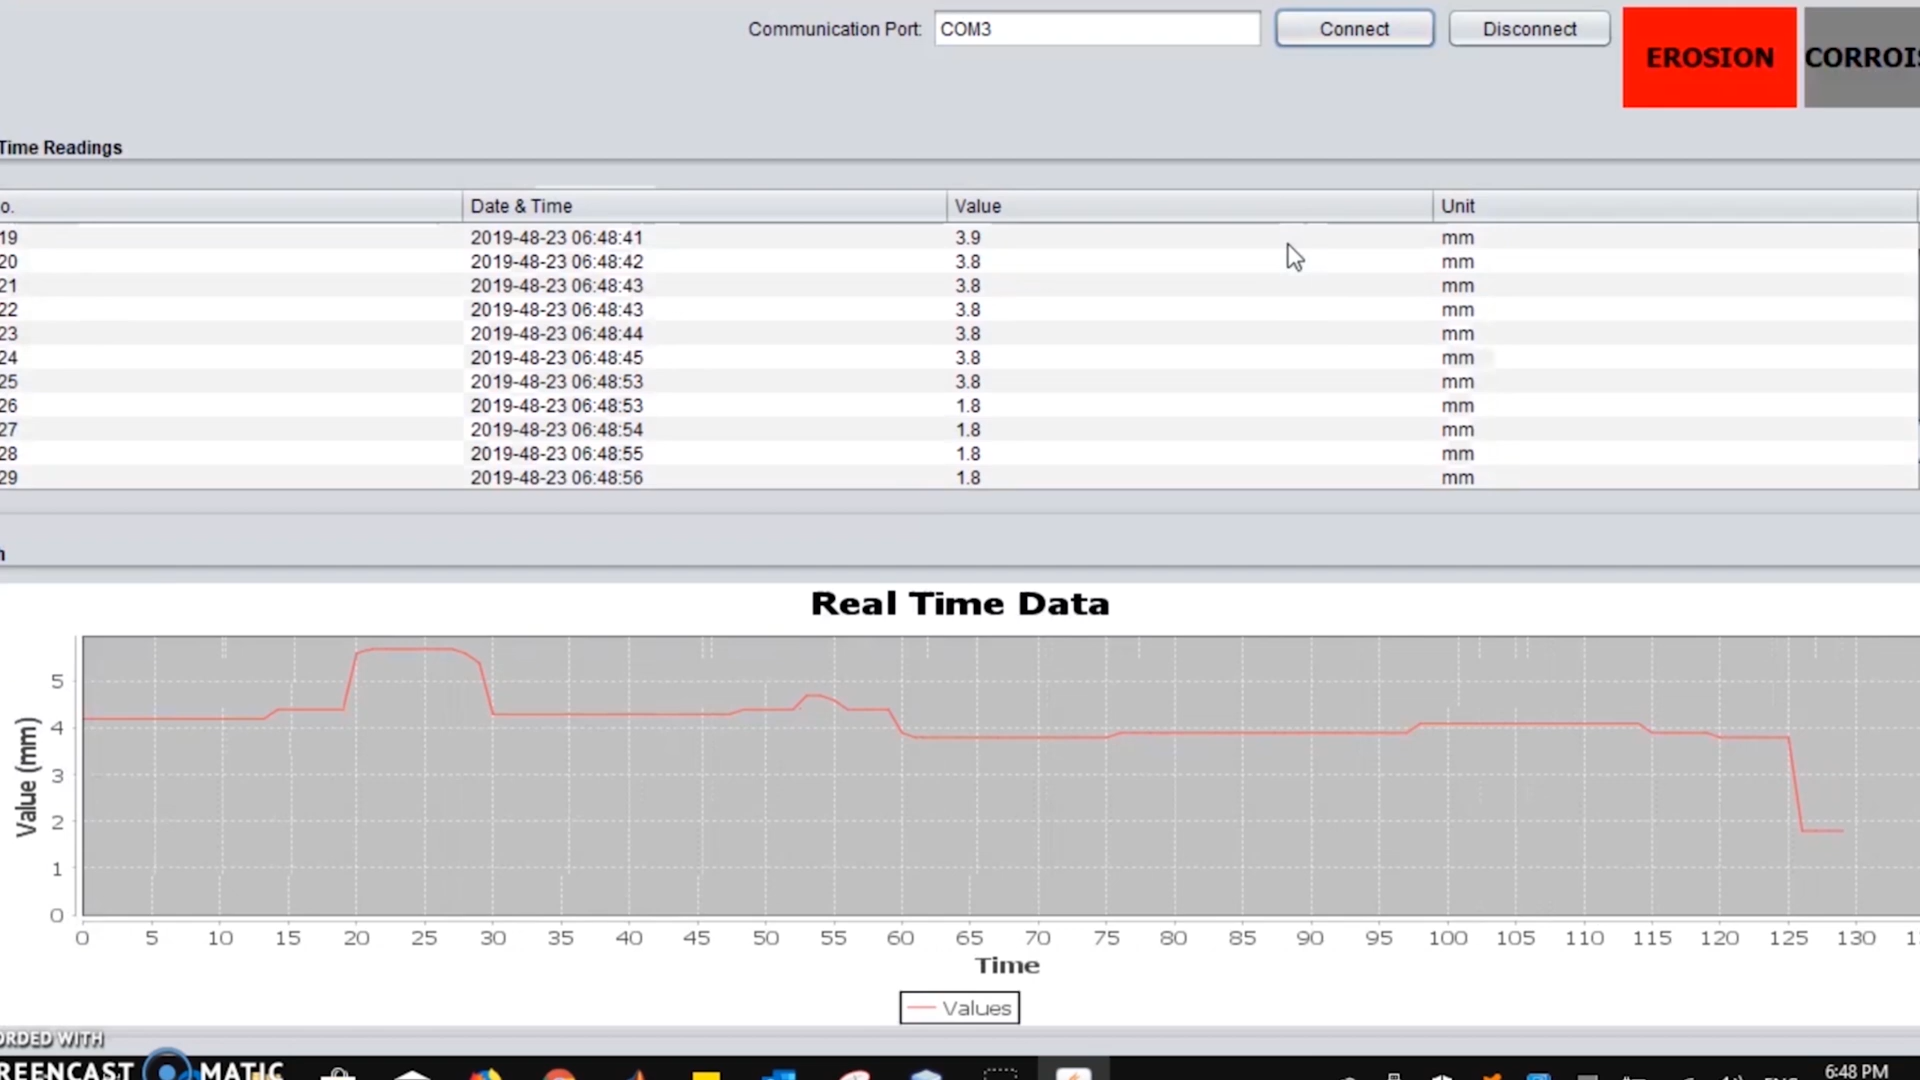 Communication Port: COM3 Connect Disconnect EROSION CORROIS
Time Readings
o. Date & Time Value Unit
19 2019-48-23 06:48:41 3.9 mm
20 2019-48-23 06:48:42 3.8 mm
21 2019-48-23 06:48:43 3.8 mm
22 2019-48-23 06:48:43 3.8 mm
23 2019-48-23 06:48:44 3.8 mm
24 2019-48-23 06:48:45 3.8 mm
25 2019-48-23 06:48:53 3.8 mm
26 2019-48-23 06:48:53 1.8 mm
27 2019-48-23 06:48:54 1.8 mm
28 2019-48-23 06:48:55 1.8 mm
29 2019-48-23 06:48:56 1.8 mm
Real Time Data
Value (mm)
5
4
3
2
1
0
0 5 10 15 20 25 30 35 40 45 50 55 60 65 70 75 80 85 90 95 100 105 110 115 120 125 130
Time
Values
ORDED WITH
REENCAST MATIC
6:48 PM